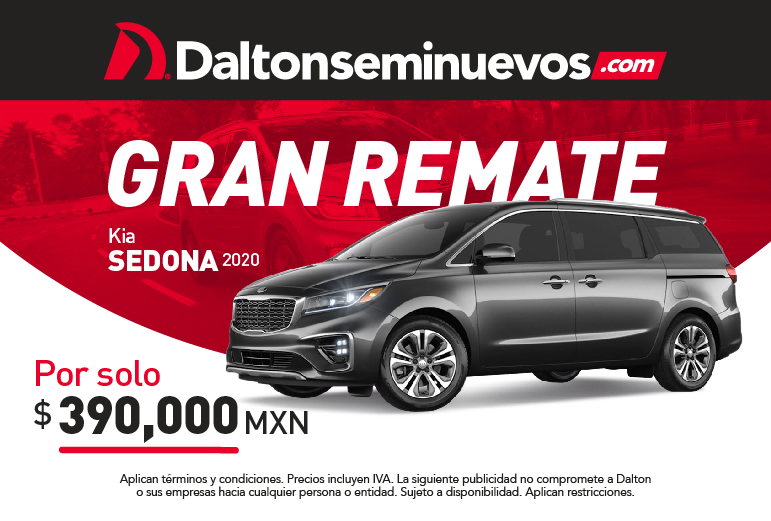 Daltonseminuevos.com
GRAN REMATE
Kia
SEDONA 2020
Por solo
$ 390,000 MXN
Aplican términos y condiciones. Precios incluyen IVA. La siguiente publicidad no compromete a Dalton
o sus empresas hacia cualquier persona o entidad. Sujeto a disponibilidad. Aplican restricciones.